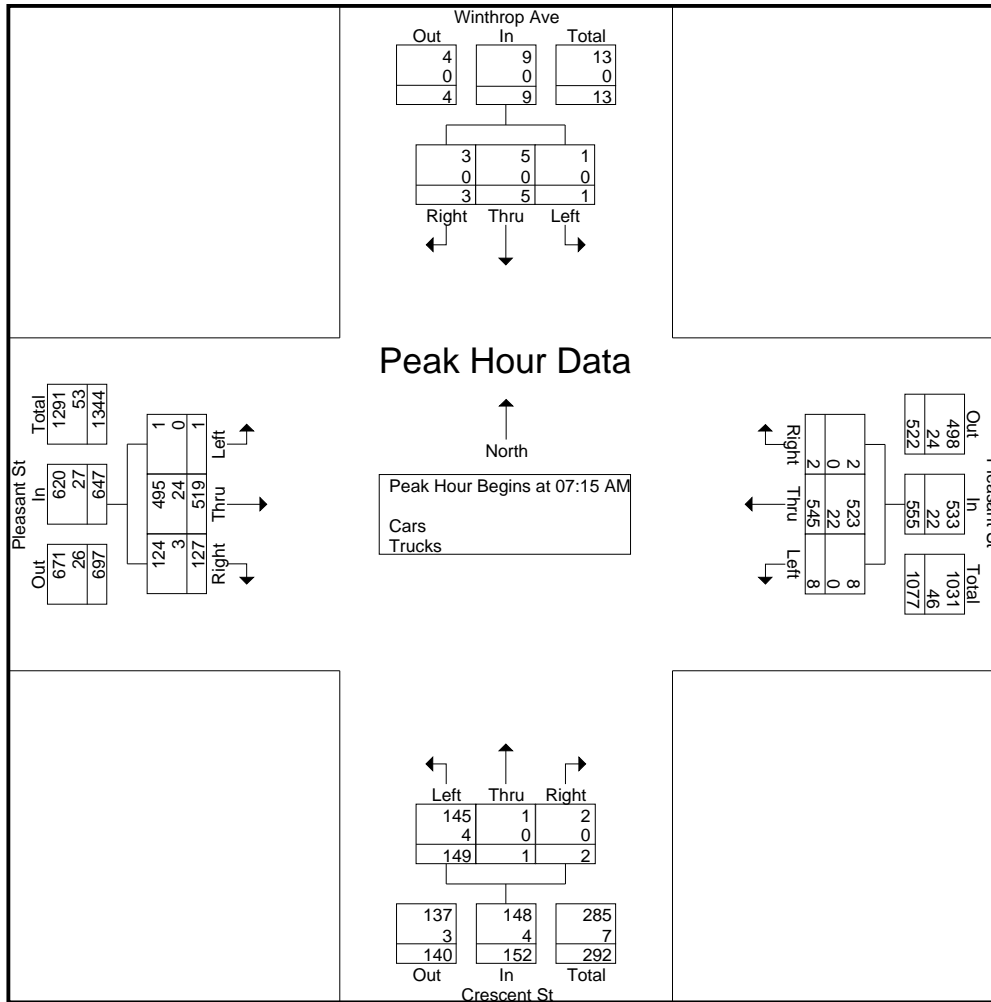 Winthrop Ave
Out In Total
4 9 13
0 0 0
4 9 13
3 5 1
0 0 0
3 5 1
Right Thru Left
Peak Hour Data
North
Peak Hour Begins at 07:15 AM
Cars
Trucks
Pleasant St
Total In Out
1291 620 671
53 27 26
1344 647 697
1 495 124
0 24 3
1 519 127
Left Thru Right
Pleasant St
Out In Total
498 533 1031
24 22 46
522 555 1077
2 523 8
0 22 0
2 545 8
Right Thru Left
Left Thru Right
145 1 2
4 0 0
149 1 2
137 148 285
3 4 7
140 152 292
Out In Total
Crescent St